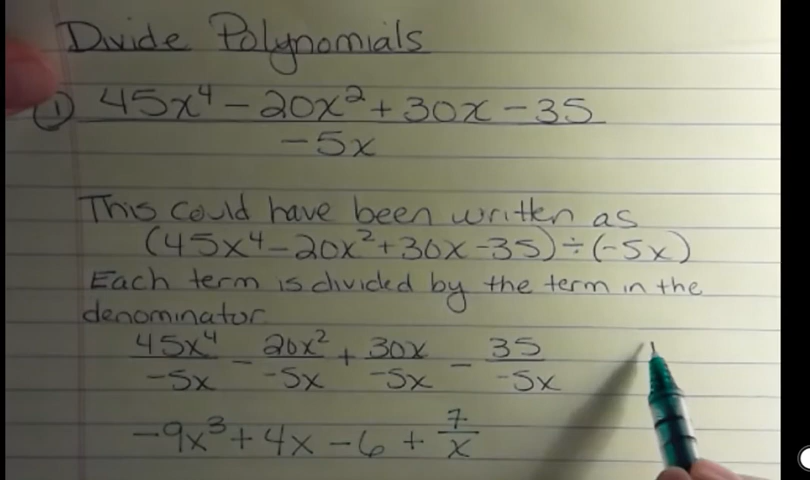 Divide Polynomials
① 45x⁴ - 20x² + 30x - 35
-5x
This could have been written as
(45x⁴ - 20x² + 30x - 35) ÷ (-5x)
Each term is divided by the term in the
denominator
45x⁴/-5x - 20x²/-5x + 30x/-5x - 35/-5x
-9x³ + 4x - 6 + 7/x